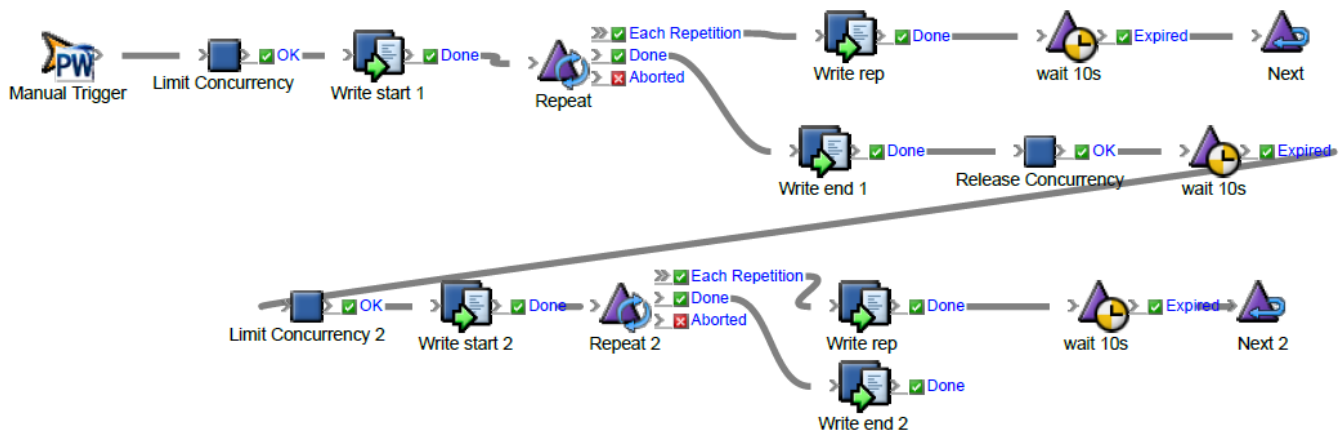 Each Repetition
Done
Expired
PW
OK
Done
Done
Aborted
Manual Trigger
Limit Concurrency
Write start 1
Repeat
Write rep
wait 10s
Next
Done
OK
Expired
Write end 1
Release Concurrency
wait 10s
Each Repetition
OK
Done
Done
Done
Expired
Aborted
Limit Concurrency 2
Write start 2
Repeat 2
Write rep
wait 10s
Next 2
Done
Write end 2